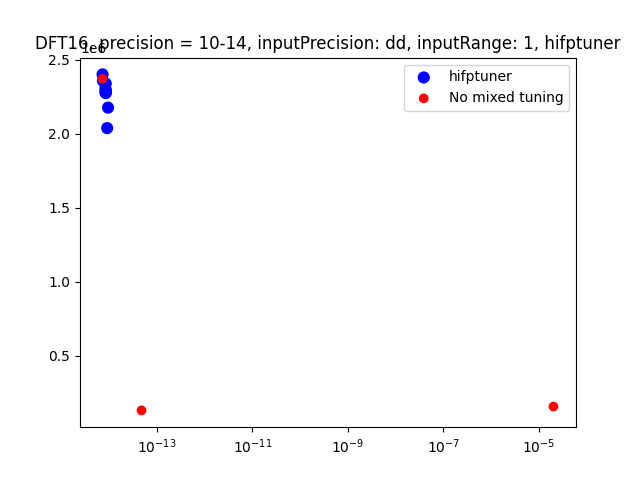 DFT16, precision = 10-14, inputPrecision: dd, inputRange: 1, hifptuner
1e6
2.5
2.0
1.5
1.0
0.5
hifptuner
No mixed tuning
10⁻¹³ 10⁻¹¹ 10⁻⁹ 10⁻⁷ 10⁻⁵